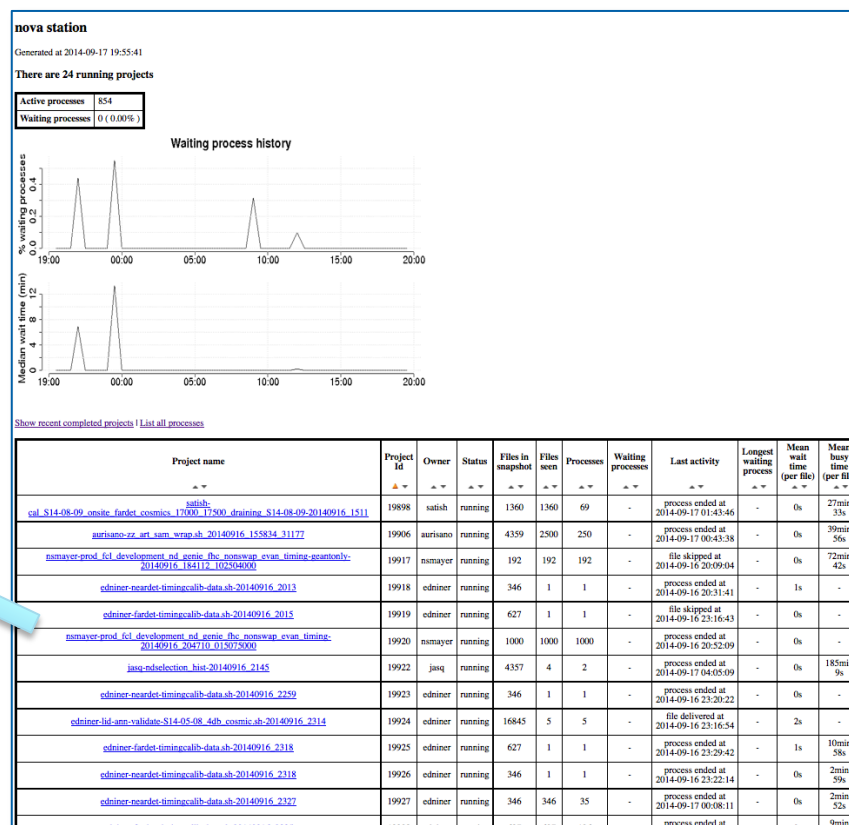 nova station
Generated at 2014-09-17 19:55:41
There are 24 running projects
Active processes 854
Waiting processes 0 ( 0.00% )
Waiting process history
% waiting processes
0.4
0.2
0.0
19:00 00:00 05:00 10:00 15:00 20:00
Median wait time (min)
12
8
4
0
19:00 00:00 05:00 10:00 15:00 20:00
Show recent completed projects | List all processes
Project name Project Id Owner Status Files in snapshot Files seen Processes Waiting processes Last activity Longest waiting process Mean wait time (per file) Mean busy time (per fil
satish-
cal_S14-08-09_onsite_fardet_cosmics_17000_17500_draining_S14-08-09-20140916_1511 19898 satish running 1360 1360 69 - process ended at 2014-09-17 01:43:46 - 0s 27min 33s
aurisano-zz_art_sam_wrap.sh_20140916_155834_31177 19906 aurisano running 4359 2500 250 - process ended at 2014-09-17 00:43:38 - 0s 39min 56s
nsmayer-prod_fcl_development_nd_genie_fhc_nonswap_evan_timing-geantonly-
20140916_184112_102504000 19917 nsmayer running 192 192 192 - file skipped at 2014-09-16 20:09:04 - 0s 72min 42s
edniner-neardet-timingcalib-data.sh-20140916_2013 19918 edniner running 346 1 1 - process ended at 2014-09-16 20:31:41 - 1s -
edniner-fardet-timingcalib-data.sh-20140916_2015 19919 edniner running 627 1 1 - file skipped at 2014-09-16 23:16:43 - 0s -
nsmayer-prod_fcl_development_nd_genie_fhc_nonswap_evan_timing-
20140916_204710_015075000 19920 nsmayer running 1000 1000 1000 - process ended at 2014-09-16 20:52:09 - 0s -
jasq-ndselection_hist-20140916_2145 19922 jasq running 4357 4 2 - process ended at 2014-09-17 04:05:09 - 0s 185mi 9s
edniner-neardet-timingcalib-data.sh-20140916_2259 19923 edniner running 346 1 1 - process ended at 2014-09-16 23:20:22 - 0s -
edniner-lid-ann-validate-S14-05-08_4db_cosmic.sh-20140916_2314 19924 edniner running 16845 5 5 - file delivered at 2014-09-16 23:16:54 - 2s -
edniner-fardet-timingcalib-data.sh-20140916_2318 19925 edniner running 627 1 1 - process ended at 2014-09-16 23:29:42 - 1s 10min 58s
edniner-neardet-timingcalib-data.sh-20140916_2318 19926 edniner running 346 1 1 - process ended at 2014-09-16 23:22:14 - 0s 2min 59s
edniner-neardet-timingcalib-data.sh-20140916_2327 19927 edniner running 346 346 35 - process ended at 2014-09-17 00:08:11 - 0s 2min 52s
process ended at 9min